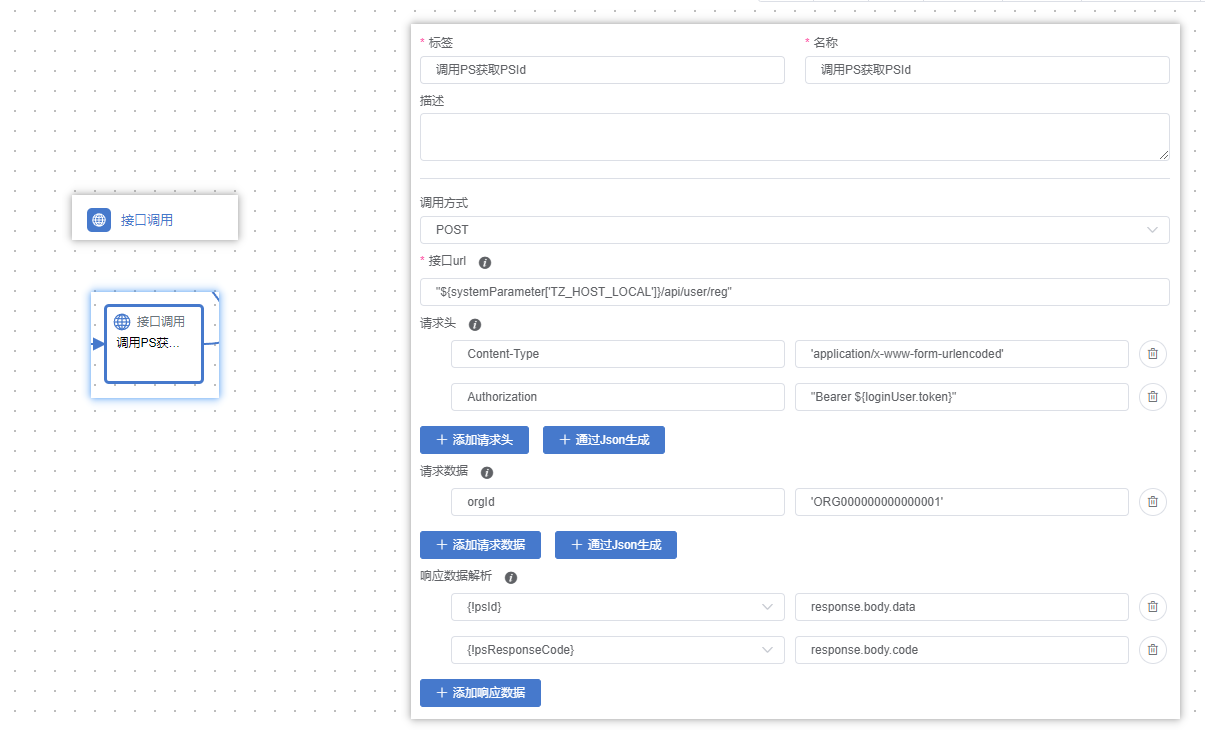 接口调用
接口调用
调用PS获...
* 标签
* 名称
调用PS获取PSId
调用PS获取PSId
描述
调用方式
POST
* 接口url
"${systemParameter['TZ_HOST_LOCAL']}/api/user/reg"
请求头
Content-Type
'application/x-www-form-urlencoded'
Authorization
"Bearer ${loginUser.token}"
添加请求头
通过Json生成
请求数据
orgId
'ORG000000000000001'
添加请求数据
通过Json生成
响应数据解析
{!psId}
response.body.data
{!psResponseCode}
response.body.code
添加响应数据